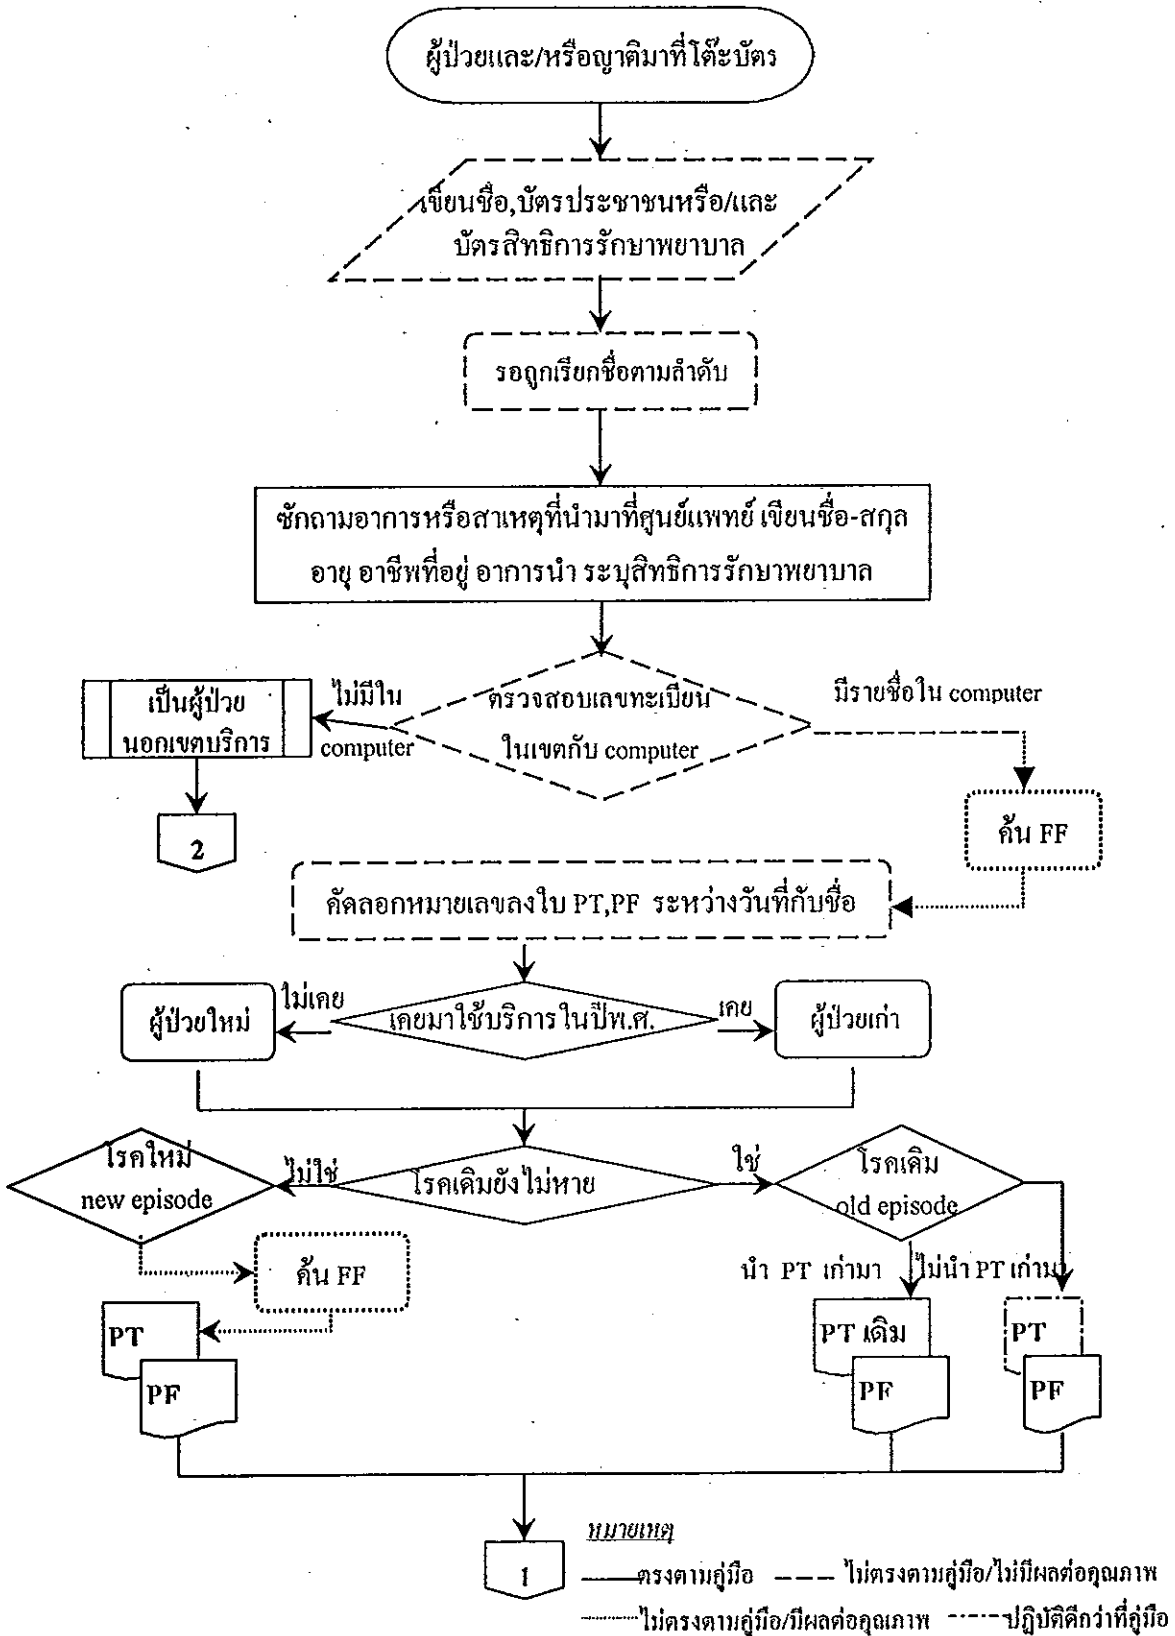 ผู้ป่วยและ/หรือญาติมาที่โต๊ะบัตร
เขียนชื่อ,บัตรประชาชนหรือ/และ
บัตรสิทธิการรักษาพยาบาล
รอถูกเรียกชื่อตามลำดับ
ซักถามอาการหรือสาเหตุที่นำมาที่ศูนย์แพทย์ เขียนชื่อ-สกุล
อายุ อาชีพที่อยู่ อาการนำ ระบุสิทธิการรักษาพยาบาล
ตรวจสอบเลขทะเบียน
ในเขตกับ computer
ไม่มีใน
computer
มีรายชื่อใน computer
เป็นผู้ป่วย
นอกเขตบริการ
2
ค้น FF
คัดลอกหมายเลขลงใบ PT,PF ระหว่างวันที่กับชื่อ
ผู้ป่วยใหม่
ไม่เคย
เคยมาใช้บริการในปีพ.ศ.
เคย
ผู้ป่วยเก่า
โรคใหม่
new episode
ไม่ใช่
โรคเดิมยังไม่หาย
ใช่
โรคเดิม
old episode
ค้น FF
นำ PT เก่ามา
ไม่นำ PT เก่ามา
PT
PF
PT เดิม
PF
PT
PF
1
หมายเหตุ
ตรงตามคู่มือ
ไม่ตรงตามคู่มือ/ไม่มีผลต่อคุณภาพ
ไม่ตรงตามคู่มือ/มีผลต่อคุณภาพ
ปฏิบัติดีกว่าที่คู่มือ